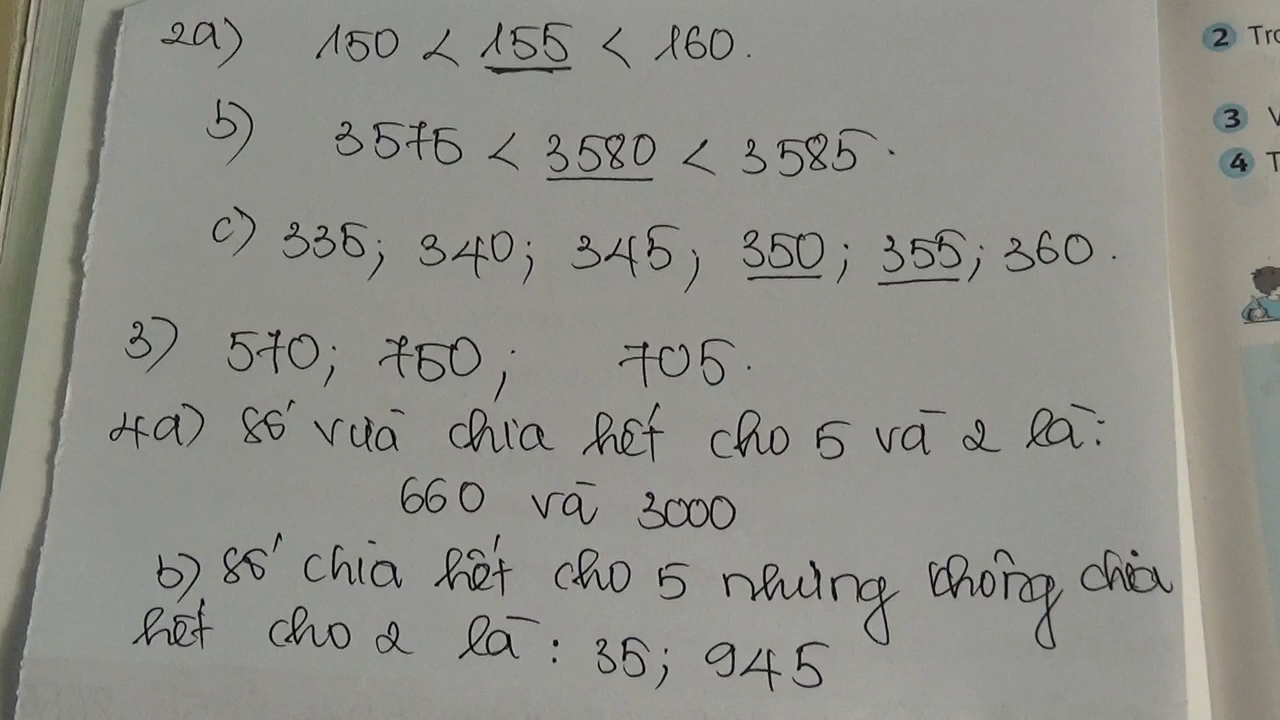 2a) 150 < 155 < 160.
b) 3575 < 3580 < 3585.
c) 335; 340; 345; 350; 355; 360.
3) 570; 750; 705.
4a) Số vừa chia hết cho 5 và 2 là:
660 và 3000
b) Số chia hết cho 5 nhưng không chia
hết cho 2 là: 35; 945
2 Trc
3 V
4 T